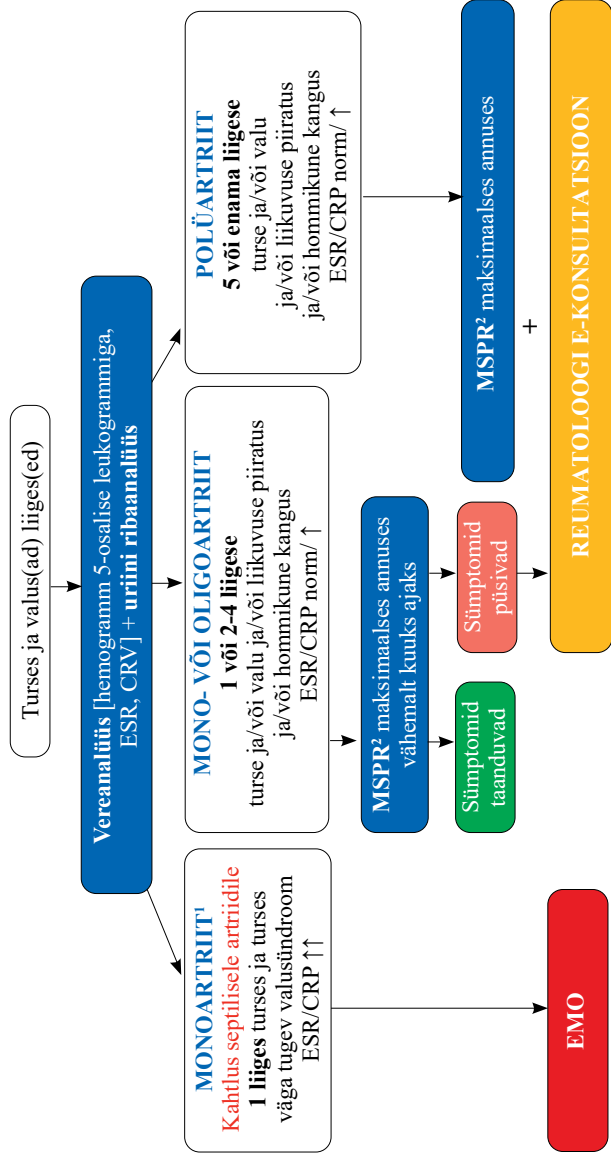 Turses ja valus(ad) liiges(ed)
Vereanalüüs [hemogramm 5-osalise leukogrammiga,
ESR, CRV] + uriini ribaanalüüs
MONOARTRIIT¹
Kahtlus septilisele artriidile
1 liiges turses ja turses
väga tugev valusündroom
ESR/CRP ↑↑
MONO- VÕI OLIGOARTRIIT
1 või 2-4 liigese
turse ja/või valu ja/või liikuvuse piiratus
ja/või hommikune kangus
ESR/CRP norm/ ↑
POLÜARTRIIT
5 või enama liigese
turse ja/või valu
ja/või liikuvuse piiratus
ja/või hommikune kangus
ESR/CRP norm/ ↑
MSPR² maksimaalses annuses
vähemalt kuuks ajaks
Sümptomid
taanduvad
Sümptomid
püsivad
MSPR² maksimaalses annuses
+
EMO
REUMATOLOOGI E-KONSULTATSIOON